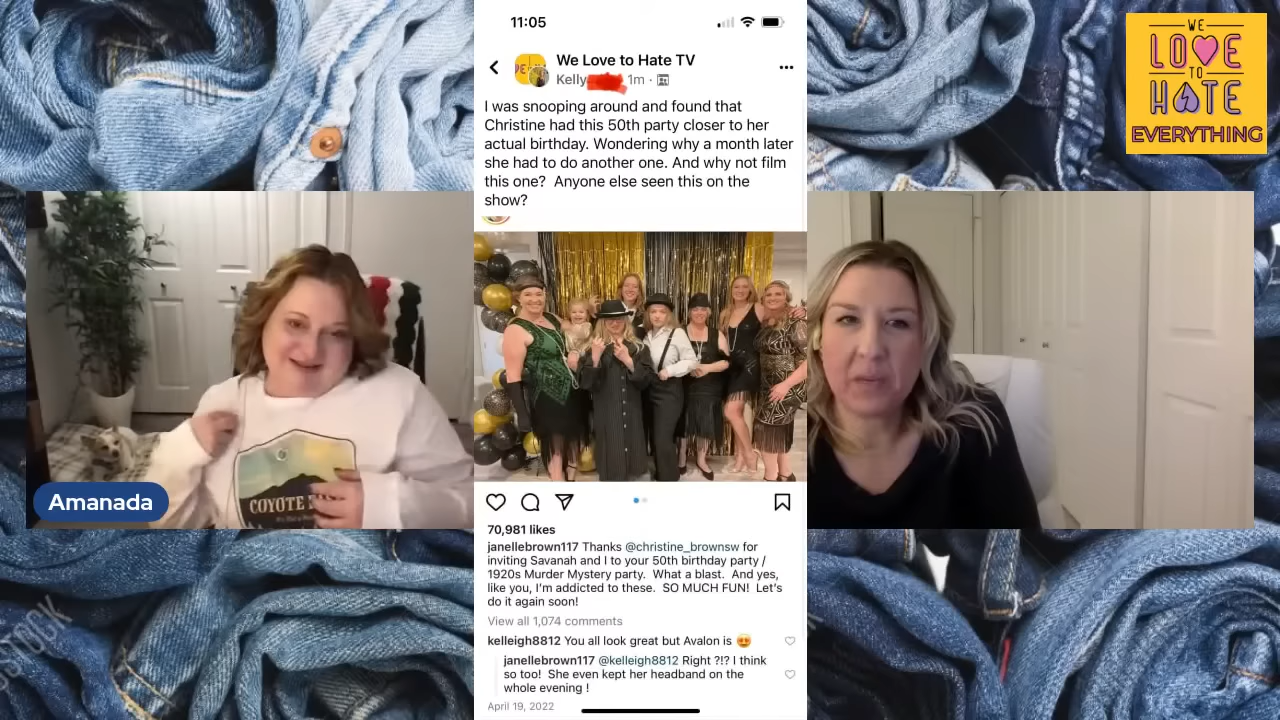 11:05
We Love to Hate TV
Kelly
1m ·
I was snooping around and found that
Christine had this 50th party closer to her
actual birthday. Wondering why a month later
she had to do another one. And why not film
this one? Anyone else seen this on the
show?
WE
LOVE
TO
HATE
EVERYTHING
COYOTE
Amanada
70,981 likes
janellebrown117 Thanks @christine_brownsw for
inviting Savanah and I to your 50th birthday party /
1920s Murder Mystery party. What a blast. And yes,
like you, I'm addicted to these. SO MUCH FUN! Let's
do it again soon!
View all 1,074 comments
kelleigh8812 You all look great but Avalon is 😍
janellebrown117 @kelleigh8812 Right ?!? I think
so too! She even kept her headband on the
whole evening !
April 19, 2022